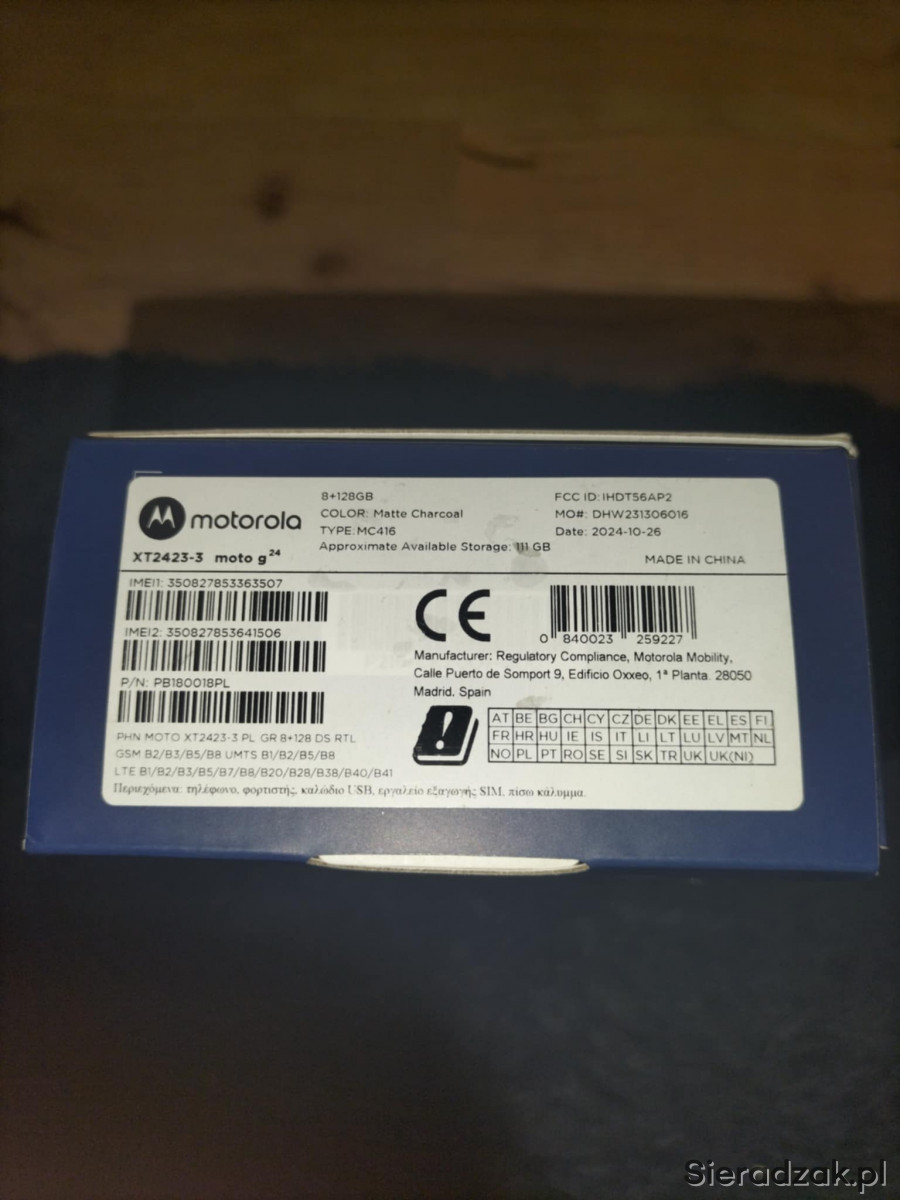 motorola
XT2423-3 moto g24
8+128GB
COLOR: Matte Charcoal
TYPE: MC416
Approximate Available Storage: 111 GB
FCC ID: IHDT56AP2
MO#: DHW231306016
Date: 2024-10-26
MADE IN CHINA
IMEI1: 350827853363507
IMEI2: 350827853641506
P/N: PB180018PL
PHN MOTO XT2423-3 PL GR 8+128 DS RTL
GSM B2/B3/B5/B8 UMTS B1/B2/B5/B8
LTE B1/B2/B3/B5/B7/B8/B20/B28/B38/B40/B41
Περιεχόμενα: τηλέφωνο, φορτιστής, καλώδιο USB, εργαλείο εξαγωγής SIM, πίσω κάλυμμα.
CE
0 840023 259227
Manufacturer: Regulatory Compliance, Motorola Mobility,
Calle Puerto de Somport 9, Edificio Oxxeo, 1ª Planta. 28050
Madrid. Spain
AT BE BG CH CY CZ DE DK EE EL ES FI
FR HR HU IE IS IT LI LT LU LV MT NL
NO PL PT RO SE SI SK TR UK UK(NI)
Sieradzak.pl